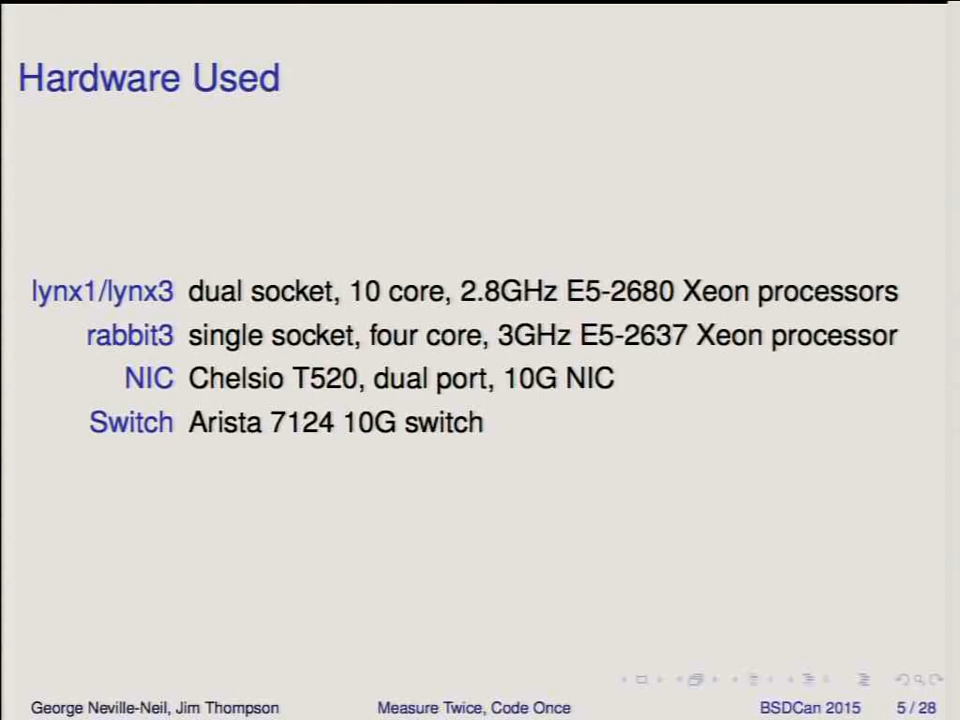 Hardware Used
lynx1/lynx3 dual socket, 10 core, 2.8GHz E5-2680 Xeon processors
rabbit3 single socket, four core, 3GHz E5-2637 Xeon processor
NIC Chelsio T520, dual port, 10G NIC
Switch Arista 7124 10G switch
George Neville-Neil, Jim Thompson Measure Twice, Code Once BSDCan 2015 5 / 28